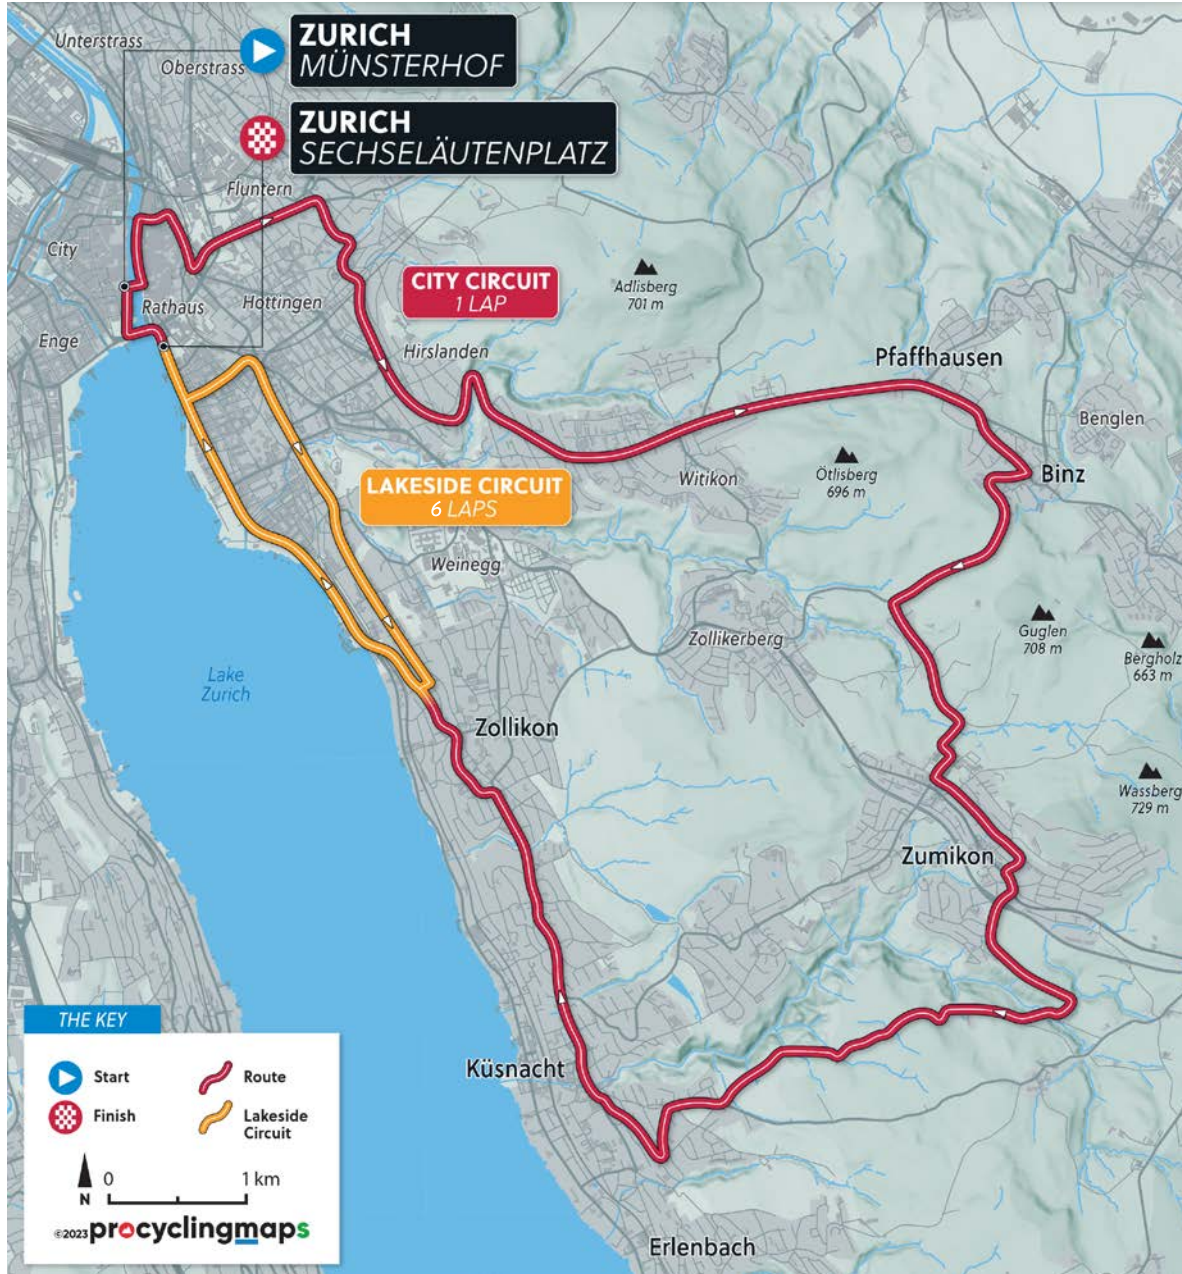 Unterstrass
Oberstrass
ZURICH
MÜNSTERHOF
ZURICH
SECHSELÄUTENPLATZ
Fluntern
City
Rathaus
Hottingen
Enge
CITY CIRCUIT
1 LAP
Hirslanden
Adlisberg
701 m
Pfaffhausen
Benglen
Binz
Witikon
Ötlisberg
696 m
LAKESIDE CIRCUIT
6 LAPS
Weinegg
Zollikerberg
Guglen
708 m
Bergholz
663 m
Lake
Zurich
Zollikon
Wassberg
729 m
Zumikon
Küsnacht
Erlenbach
THE KEY
Start
Route
Finish
Lakeside
Circuit
N
0 1 km
©2023 procyclingmaps